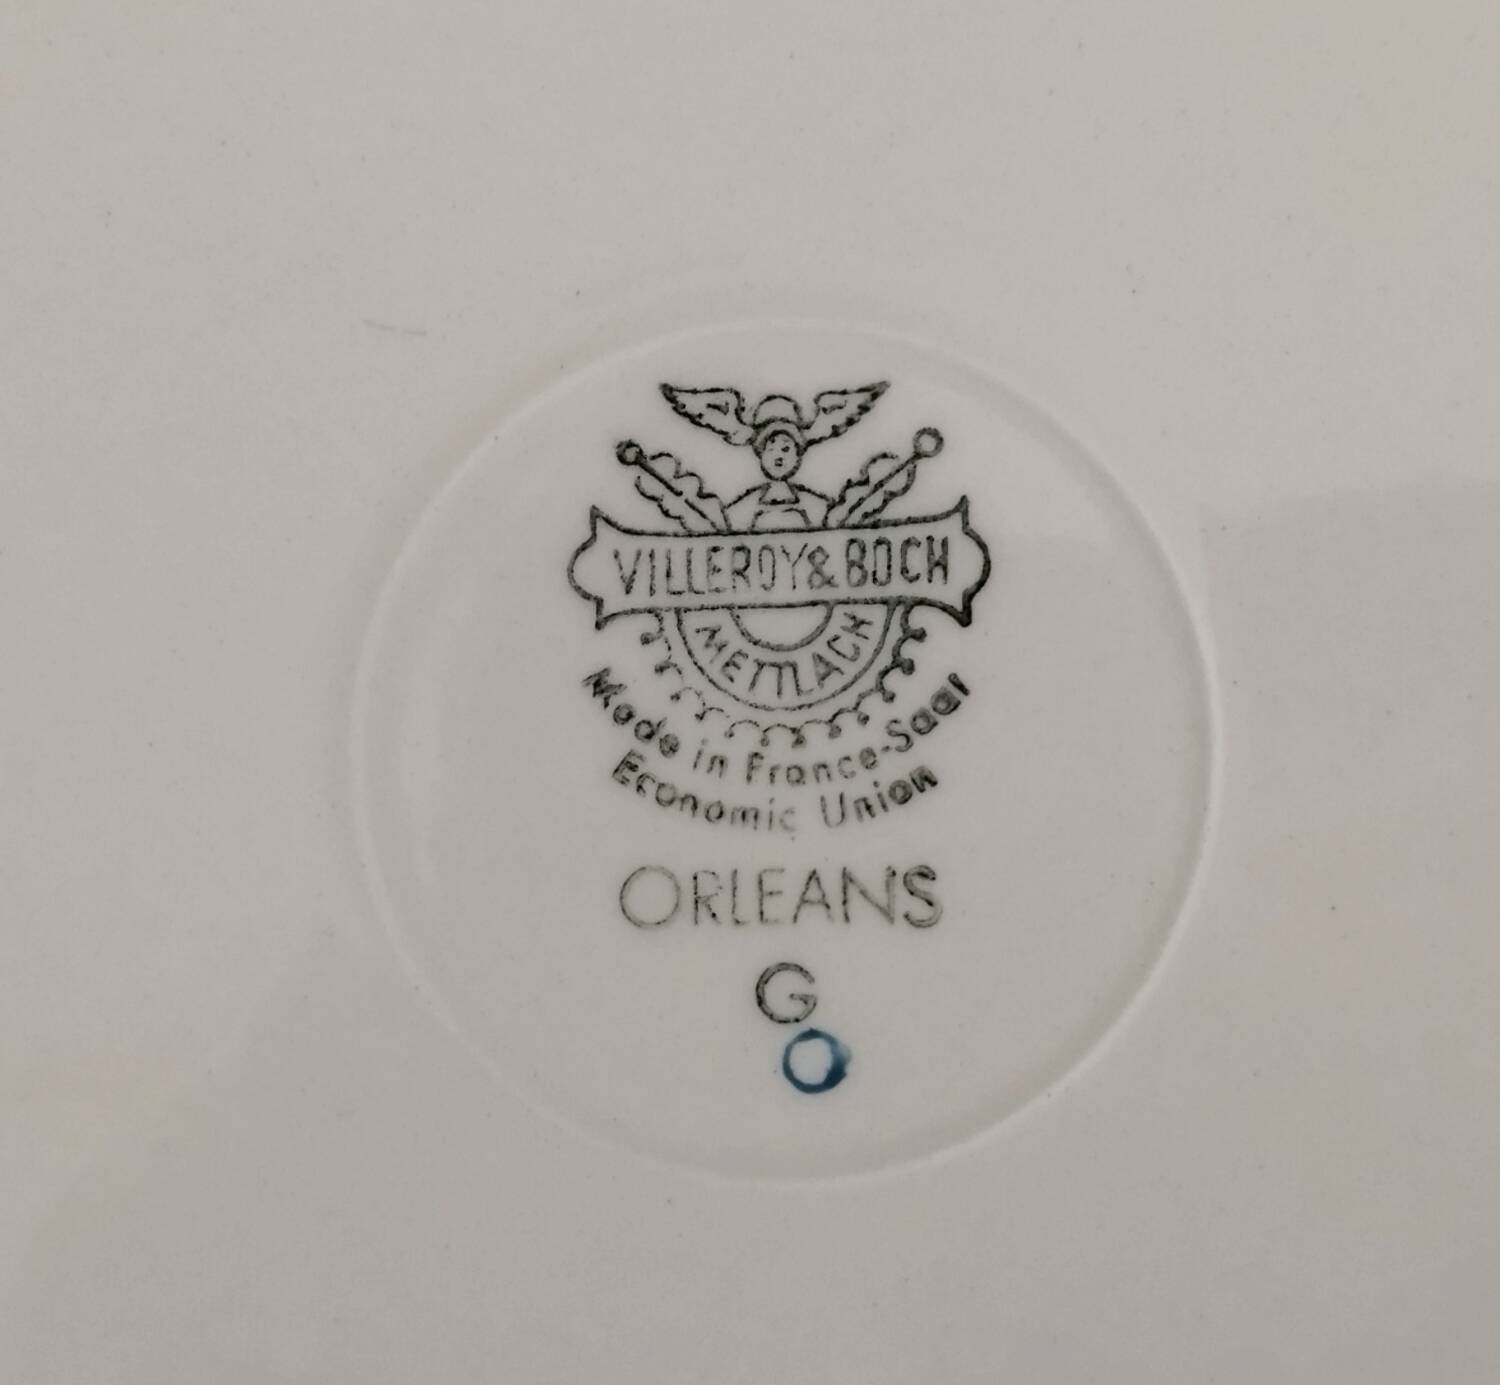 VILLEROY & BOCH
METTLACH
Made in France-Saar
Economic Union
ORLEANS
G